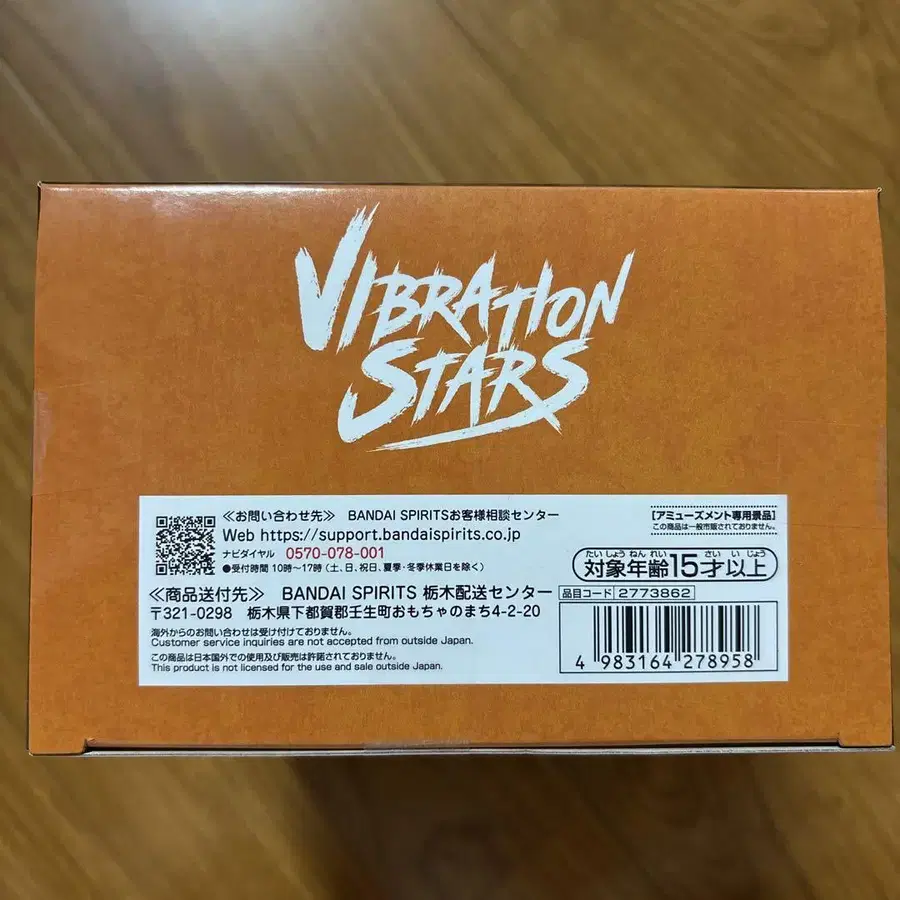 VIBRATION
STARS
≪お問い合わせ先≫ BANDAI SPIRITSお客様相談センター
Web https://support.bandaispirits.co.jp
ナビダイヤル 0570-078-001
●受付時間 10時～17時(土、日、祝日、夏季・冬季休業日を除く)
≪商品送付先≫ BANDAI SPIRITS 栃木配送センター
〒321-0298 栃木県下都賀郡壬生町おもちゃのまち4-2-20
海外からのお問い合わせは受け付けておりません。
Customer service inquiries are not accepted from outside Japan.
この商品は日本国外での使用及び販売は許諾されておりません。
This product is not licensed for the use and sale outside Japan.
[アミューズメント専用景品]
この商品は一般市販されておりません。
たいしょうねんれい さいいじょう
対象年齢15才以上
品目コード 2773862
4 983164 278958